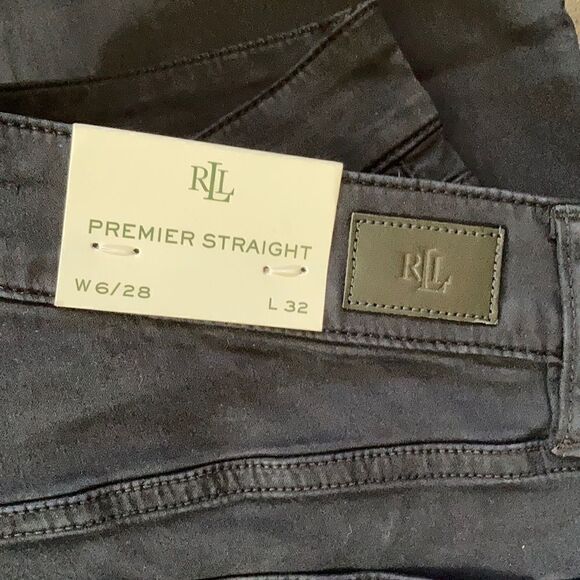 RLL
PREMIER STRAIGHT
W 6/28 L 32
RLL